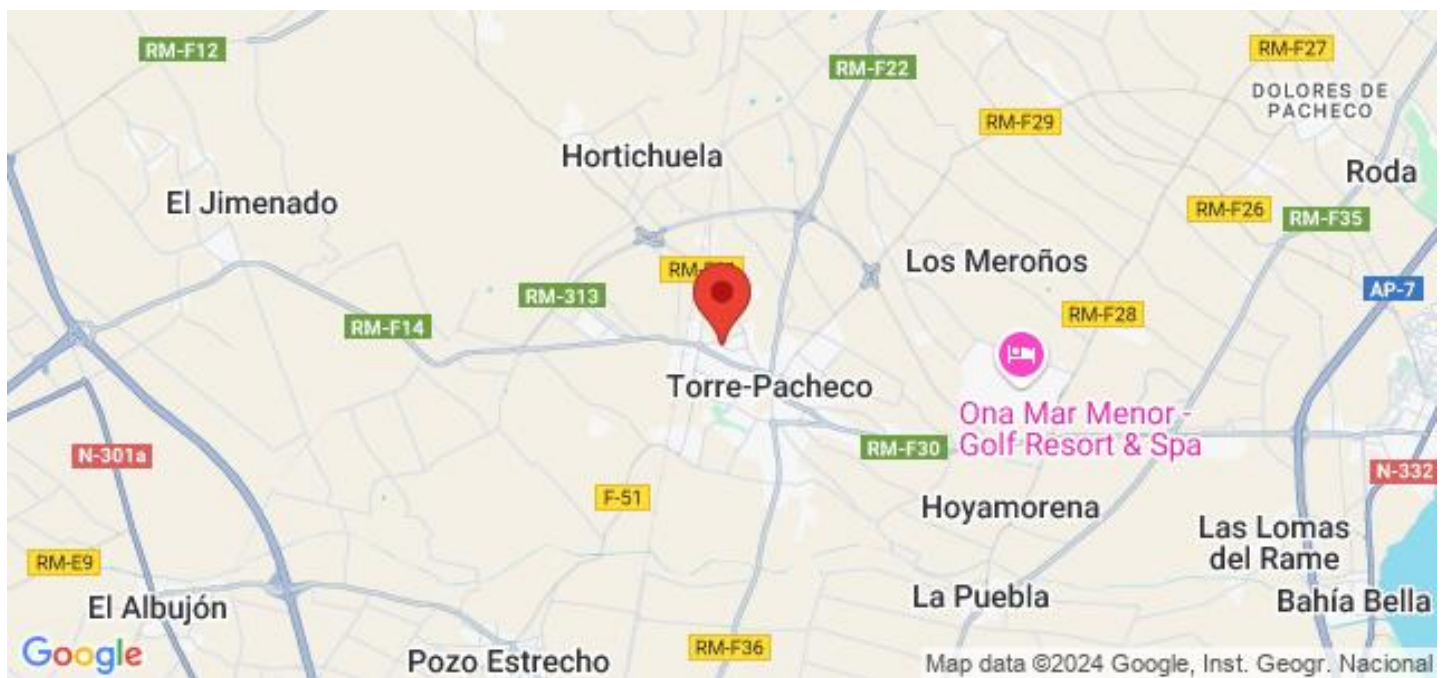 RM-F12
RM-F27
RM-F22
DOLORES DE
PACHECO
RM-F29
Hortichuela
Roda
El Jimenado
RM-F26
RM-F35
Los Meroños
AP-7
RM-313
RM-F28
RM-F14
Torre-Pacheco
Ona Mar Menor -
Golf Resort & Spa
RM-F30
N-301a
N-332
F-51
Hoyamorena
Las Lomas
del Rame
RM-E9
La Puebla
Bahía Bella
El Albujón
RM-F36
Google
Pozo Estrecho
Map data ©2024 Google, Inst. Geogr. Nacional